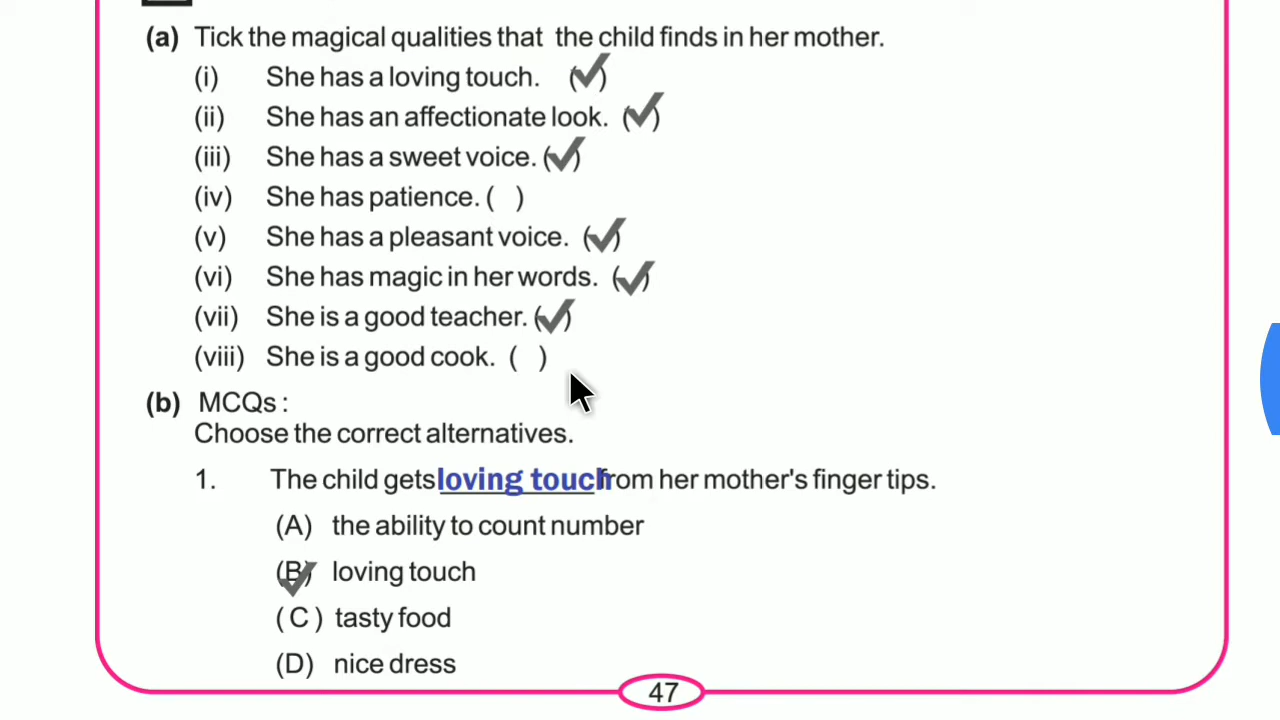 (a) Tick the magical qualities that the child finds in her mother.
(i) She has a loving touch. (✓)
(ii) She has an affectionate look. (✓)
(iii) She has a sweet voice. (✓)
(iv) She has patience. ( )
(v) She has a pleasant voice. (✓)
(vi) She has magic in her words. (✓)
(vii) She is a good teacher. (✓)
(viii) She is a good cook. ( )
(b) MCQs :
Choose the correct alternatives.
1. The child gets loving touch from her mother's finger tips.
(A) the ability to count number
(B) loving touch
( C ) tasty food
(D) nice dress
47